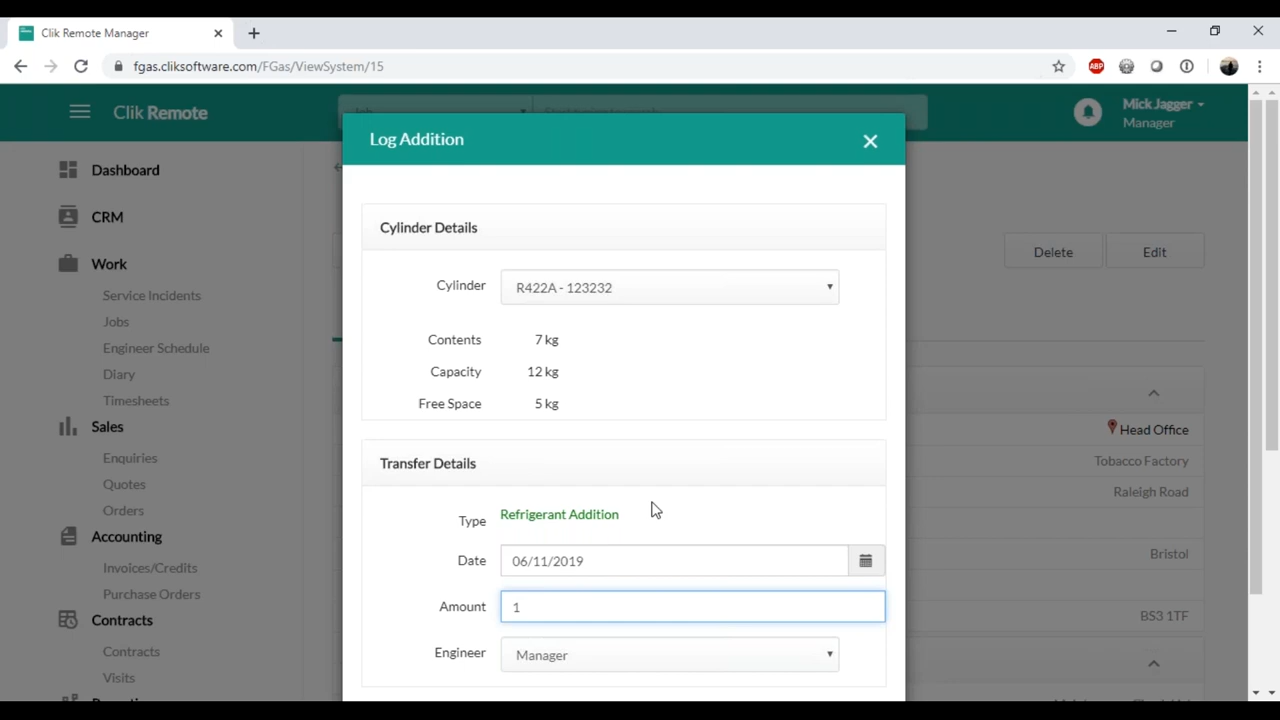 Clik Remote Manager
fgas.cliksoftware.com/FGas/ViewSystem/15
ABP
Clik Remote
Job
Mick Jagger
Manager
Log Addition
Dashboard
CRM
Work
Service Incidents
Jobs
Engineer Schedule
Diary
Timesheets
Sales
Enquiries
Quotes
Orders
Accounting
Invoices/Credits
Purchase Orders
Contracts
Contracts
Visits
Cylinder Details
Cylinder R422A - 123232
Contents 7 kg
Capacity 12 kg
Free Space 5 kg
Transfer Details
Type Refrigerant Addition
Date 06/11/2019
Amount 1
Engineer Manager
Delete Edit
Head Office
Tobacco Factory
Raleigh Road
Bristol
BS3 1TF